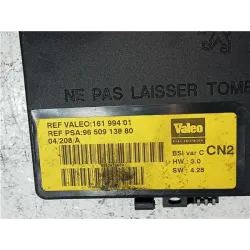 NE PAS LAISSER TOM
REF VALEO:161 994 01
REF PSA:96 509 138 80
04/208/A
Valeo
BSI var C CN2
HW : 3.0
SW : 4.28